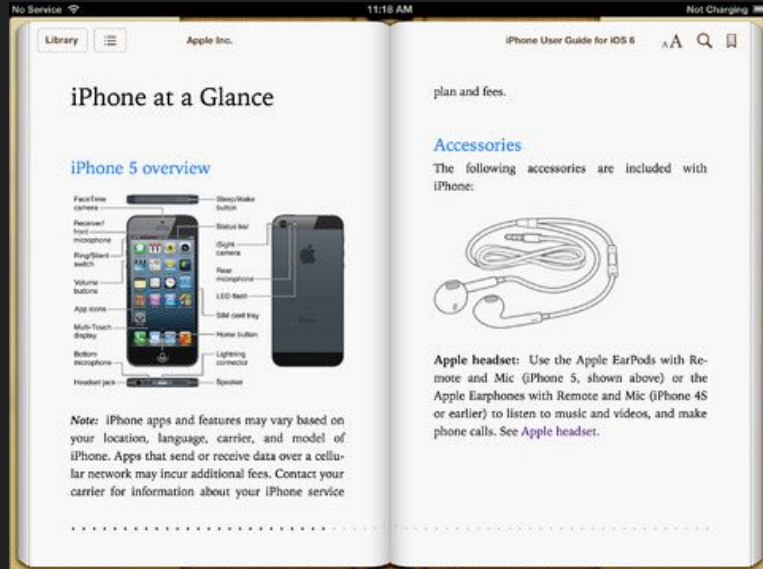 No Service 11:18 AM Not Charging
Library Apple Inc. iPhone User Guide for iOS 6 AA
iPhone at a Glance
iPhone 5 overview
FaceTime
camera
Receiver/
front
microphone
Ring/Silent
switch
Volume
buttons
App icons
Multi-Touch
display
Bottom
microphone
Headset jack
Sleep/Wake
button
Status bar
iSight
camera
Rear
microphone
LED flash
SIM card tray
Home button
Lightning
connector
Speaker
Note: iPhone apps and features may vary based on
your location, language, carrier, and model of
iPhone. Apps that send or receive data over a cellu-
lar network may incur additional fees. Contact your
carrier for information about your iPhone service
plan and fees.
Accessories
The following accessories are included with
iPhone:
Apple headset: Use the Apple EarPods with Re-
mote and Mic (iPhone 5, shown above) or the
Apple Earphones with Remote and Mic (iPhone 4S
or earlier) to listen to music and videos, and make
phone calls. See Apple headset.